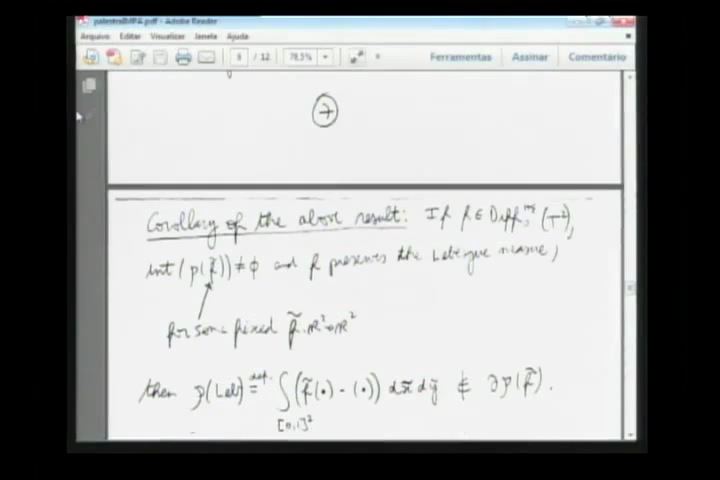 palestraIMPA.pdf - Adobe Reader
Arquivo Editar Visualizar Janela Ajuda
8 / 12 78,5% Ferramentas Assinar Comentário
7
Corollary of the above result: If f ∈ Diff₀^{1+ε}(T²),
int(ρ(f̃)) ≠ ∅ and f preserves the Lebesgue measure,
for some fixed f̃: ℝ² → ℝ²
then ρ(Leb) =^{def.} ∫_{[0,1]²} (f̃(•) - (•)) dx̃ dỹ ∉ ∂ρ(f̃).